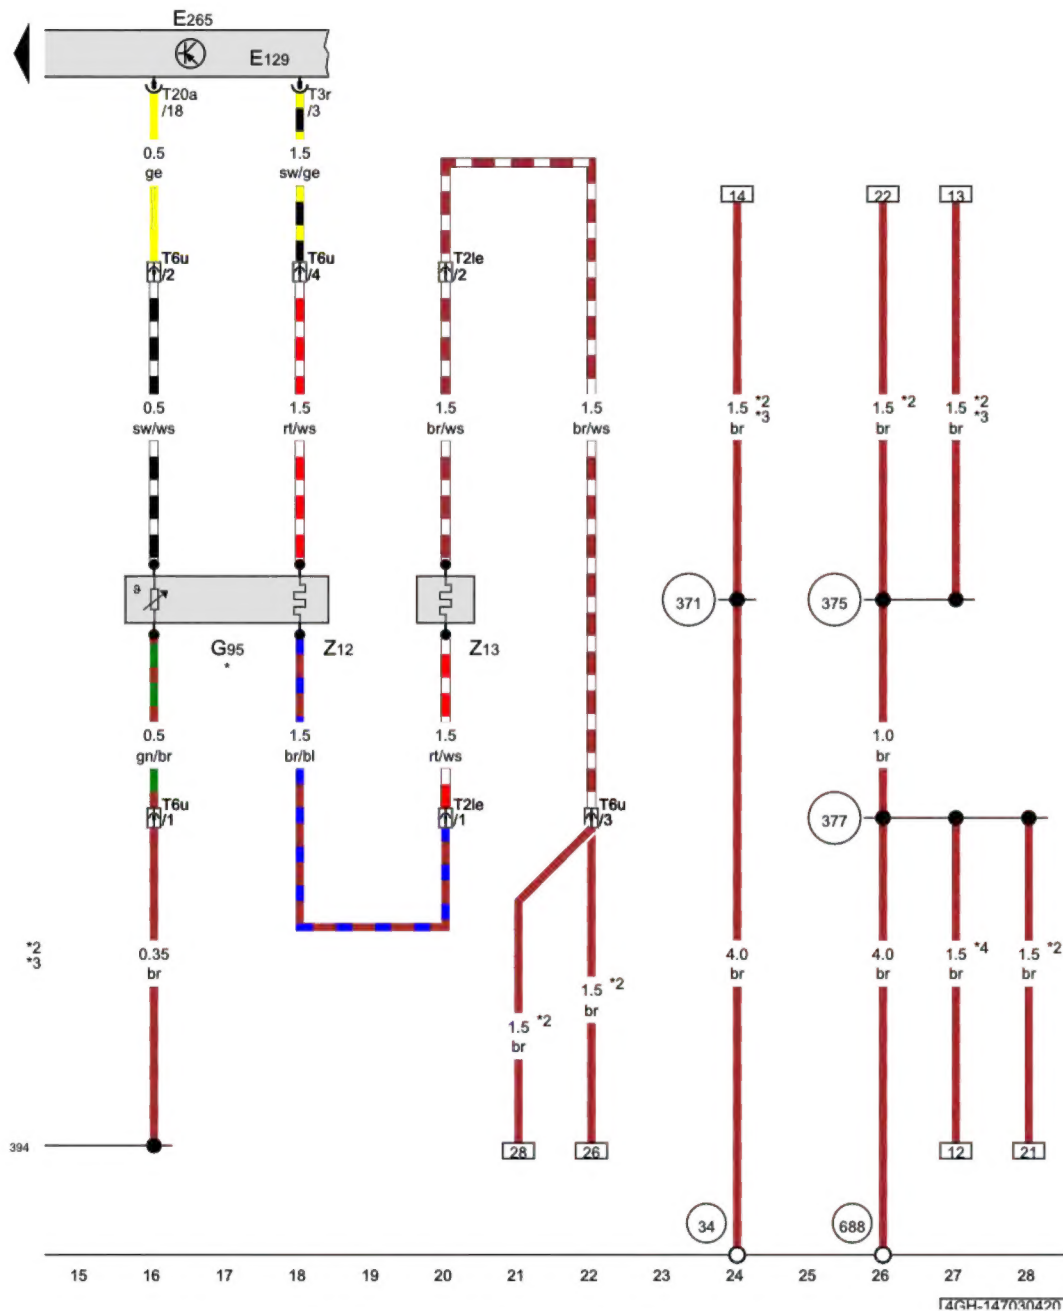 E265
E129
T20a
/18
T3r
/3
0.5
ge
1.5
sw/ge
14
22
13
T6u
/2
T6u
/4
T2le
/2
0.5
sw/ws
1.5
rt/ws
1.5
br/ws
1.5
br/ws
1.5 *2
*3
br
1.5 *2
br
1.5 *2
*3
br
371
375
G95
*
Z12
Z13
0.5
gn/br
1.5
br/bl
1.5
rt/ws
1.0
br
T6u
/1
T2le
/1
T6u
/3
377
*2
*3
0.35
br
4.0
br
4.0
br
1.5 *4
br
1.5 *2
br
1.5 *2
br
1.5 *2
br
394
28
26
12
21
34
688
15 16 17 18 19 20 21 22 23 24 25 26 27 28
4GH-147030420